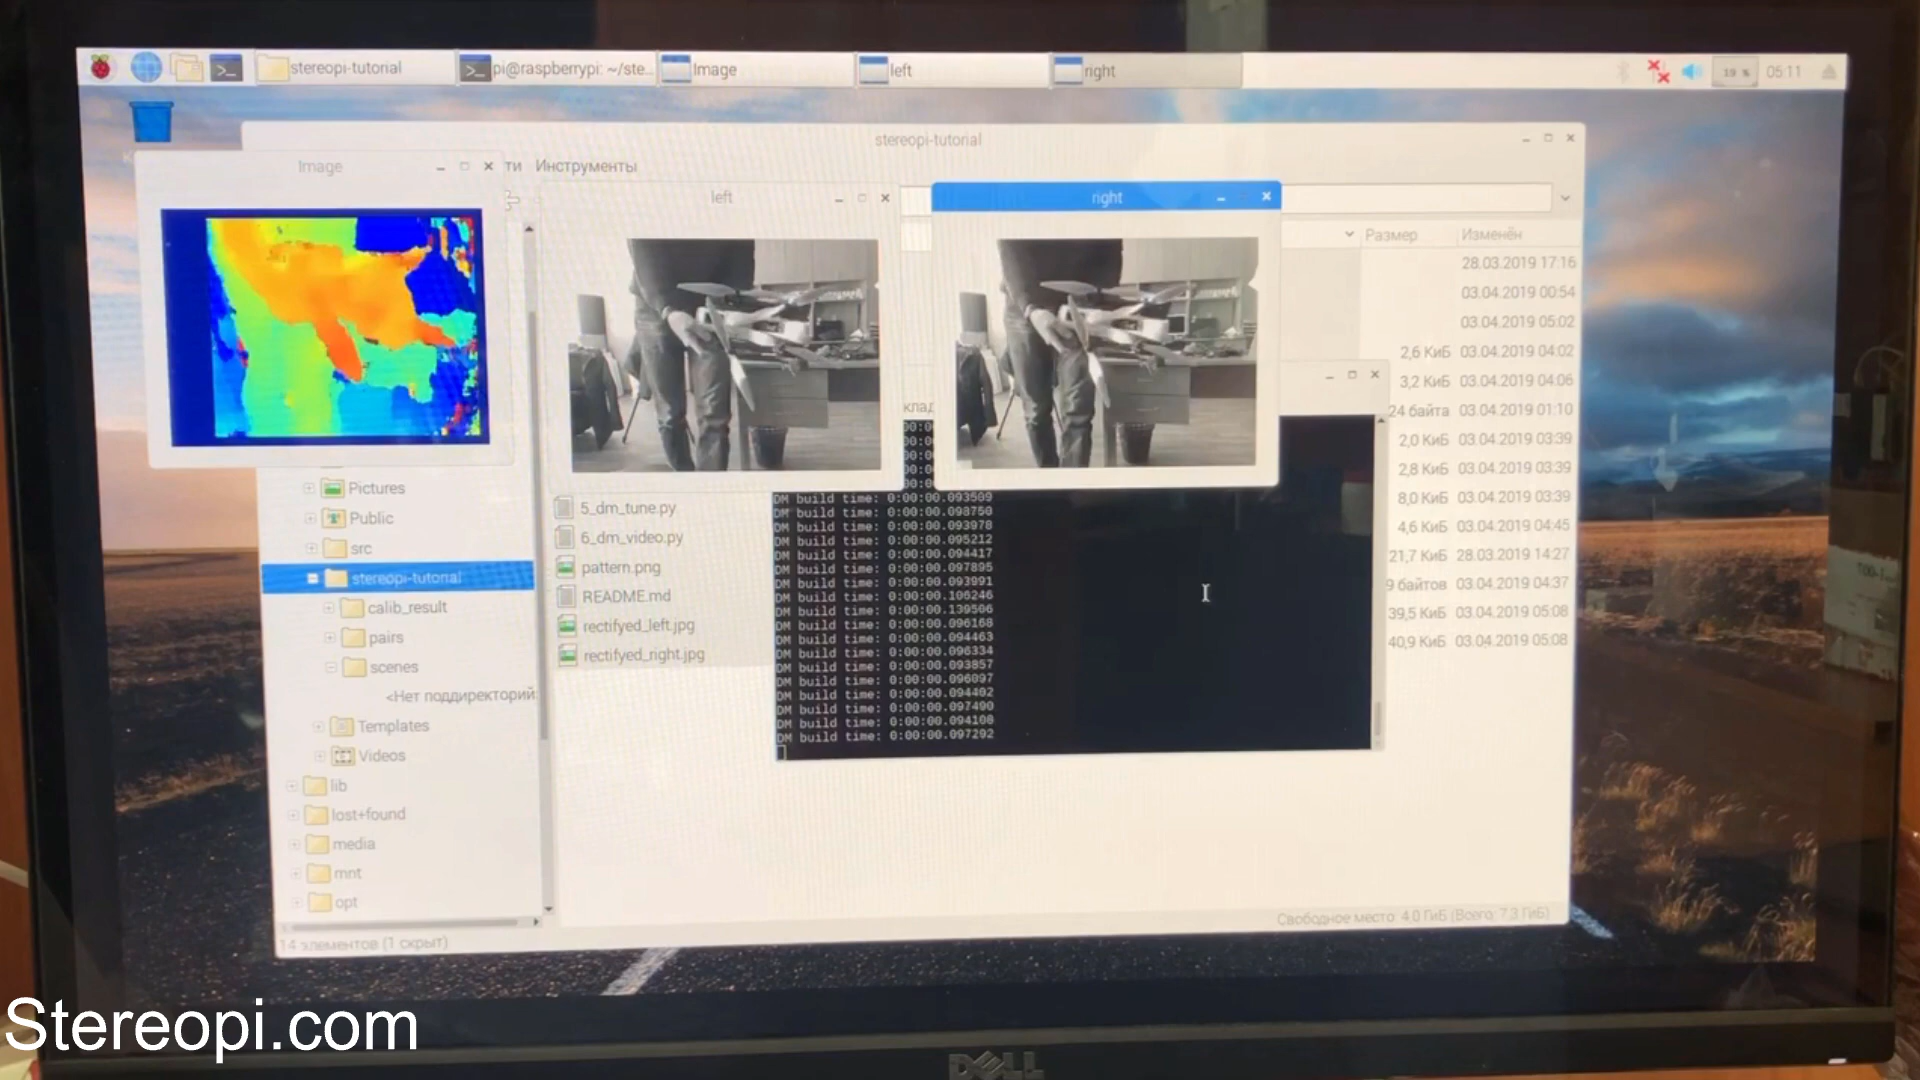 stereopi-tutorial
pi@raspberrypi: ~/ste...
Image
left
right
19 %
05:11
stereopi-tutorial
Image
ти Инструменты
left
right
Размер
Изменён
28.03.2019 17:16
03.04.2019 00:54
03.04.2019 05:02
2,6 КиБ 03.04.2019 04:02
3,2 КиБ 03.04.2019 04:06
24 байта 03.04.2019 01:10
2,0 КиБ 03.04.2019 03:39
2,8 КиБ 03.04.2019 03:39
8,0 КиБ 03.04.2019 03:39
4,6 КиБ 03.04.2019 04:45
21,7 КиБ 28.03.2019 14:27
9 байтов 03.04.2019 04:37
39,5 КиБ 03.04.2019 05:08
40,9 КиБ 03.04.2019 05:08
Pictures
Public
src
stereopi-tutorial
calib_result
pairs
scenes
<Нет поддиректорий
Templates
Videos
lib
lost+found
media
mnt
opt
5_dm_tune.py
6_dm_video.py
pattern.png
README.md
rectifyed_left.jpg
rectifyed_right.jpg
DM build time: 0:00:00.093509
DM build time: 0:00:00.098750
DM build time: 0:00:00.093978
DM build time: 0:00:00.095212
DM build time: 0:00:00.094417
DM build time: 0:00:00.097895
DM build time: 0:00:00.093991
DM build time: 0:00:00.106246
DM build time: 0:00:00.139506
DM build time: 0:00:00.096168
DM build time: 0:00:00.094463
DM build time: 0:00:00.096334
DM build time: 0:00:00.093857
DM build time: 0:00:00.096097
DM build time: 0:00:00.094402
DM build time: 0:00:00.097490
DM build time: 0:00:00.094108
DM build time: 0:00:00.097292
14 элементов (1 скрыт)
Свободное место: 4,0 ГиБ (Всего: 7,3 ГиБ)
Stereopi.com
DELL